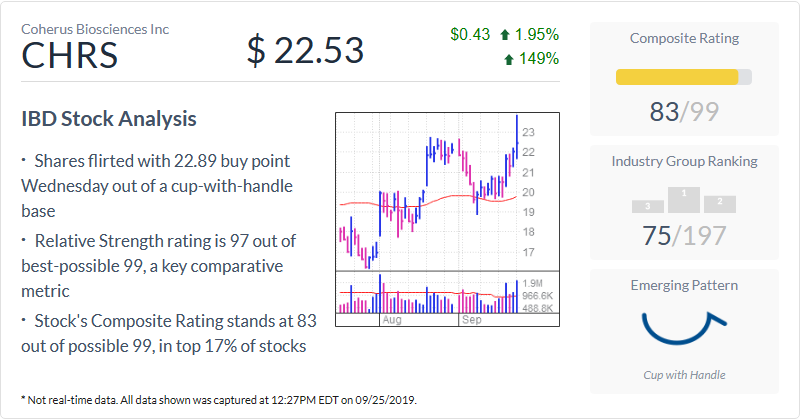 Coherus Biosciences Inc
CHRS
$ 22.53
$0.43 1.95%
149%
IBD Stock Analysis
· Shares flirted with 22.89 buy point
Wednesday out of a cup-with-handle
base
· Relative Strength rating is 97 out of
best-possible 99, a key comparative
metric
· Stock's Composite Rating stands at 83
out of possible 99, in top 17% of stocks
23
22
21
20
19
18
17
1.9M
966.6K
488.8K
Aug Sep
Composite Rating
83/99
Industry Group Ranking
3 1 2
75/197
Emerging Pattern
Cup with Handle
* Not real-time data. All data shown was captured at 12:27PM EDT on 09/25/2019.